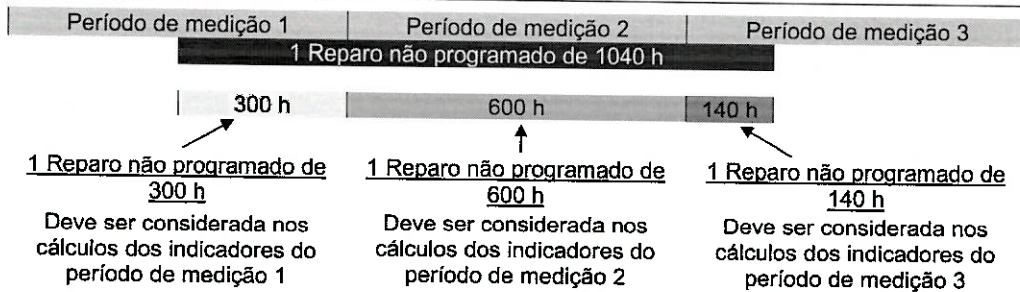 Período de medição 1 Período de medição 2 Período de medição 3
1 Reparo não programado de 1040 h
300 h 600 h 140 h
1 Reparo não programado de
300 h
Deve ser considerada nos
cálculos dos indicadores do
período de medição 1
1 Reparo não programado de
600 h
Deve ser considerada nos
cálculos dos indicadores do
período de medição 2
1 Reparo não programado de
140 h
Deve ser considerada nos
cálculos dos indicadores do
período de medição 3